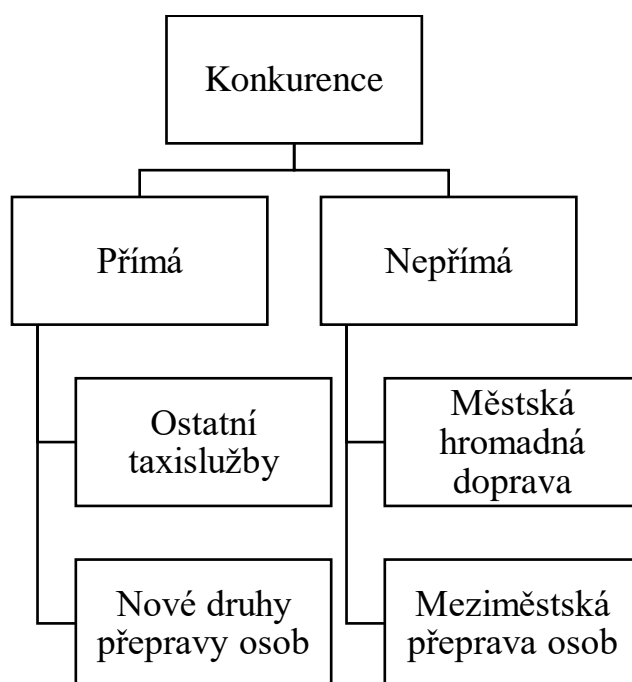 Konkurence
Přímá
Nepřímá
Ostatní
taxislužby
Městská
hromadná
doprava
Nové druhy
přepravy osob
Meziměstská
přeprava osob